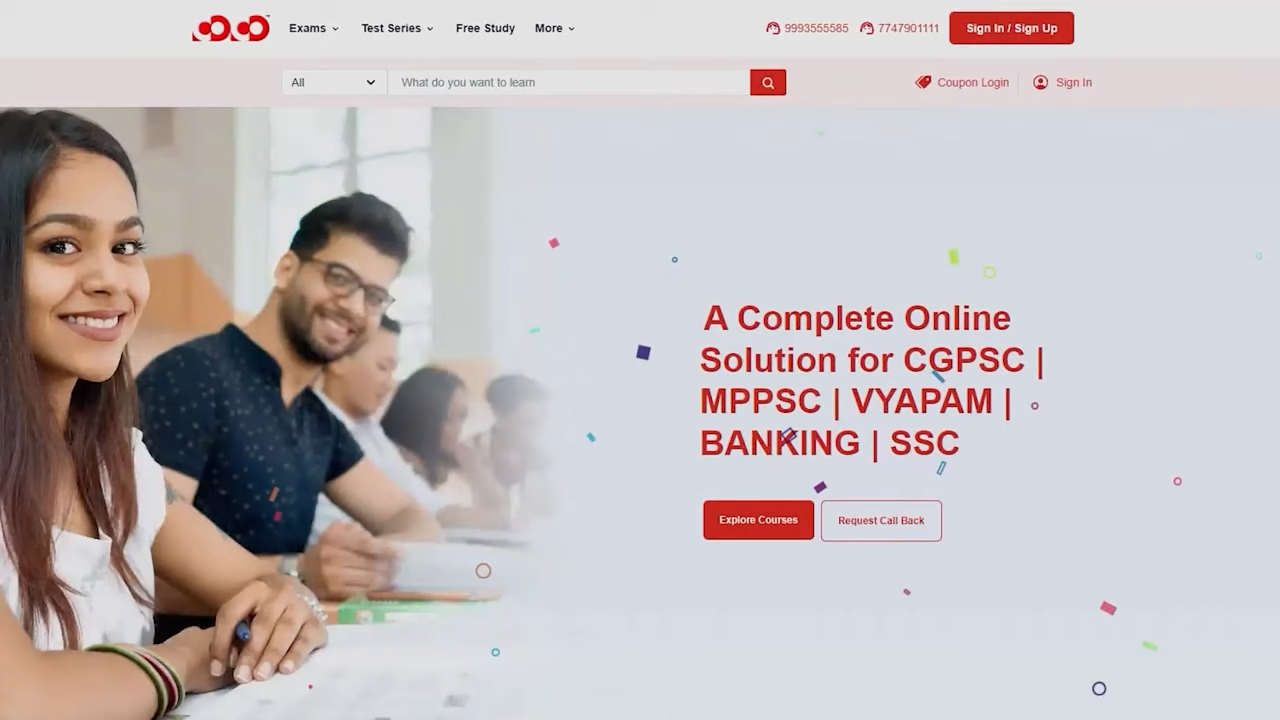 Exams
Test Series
Free Study
More
9993555585
7747901111
Sign In / Sign Up
All
What do you want to learn
Coupon Login
Sign In
A Complete Online
Solution for CGPSC |
MPPSC | VYAPAM |
BANKING | SSC
Explore Courses
Request Call Back